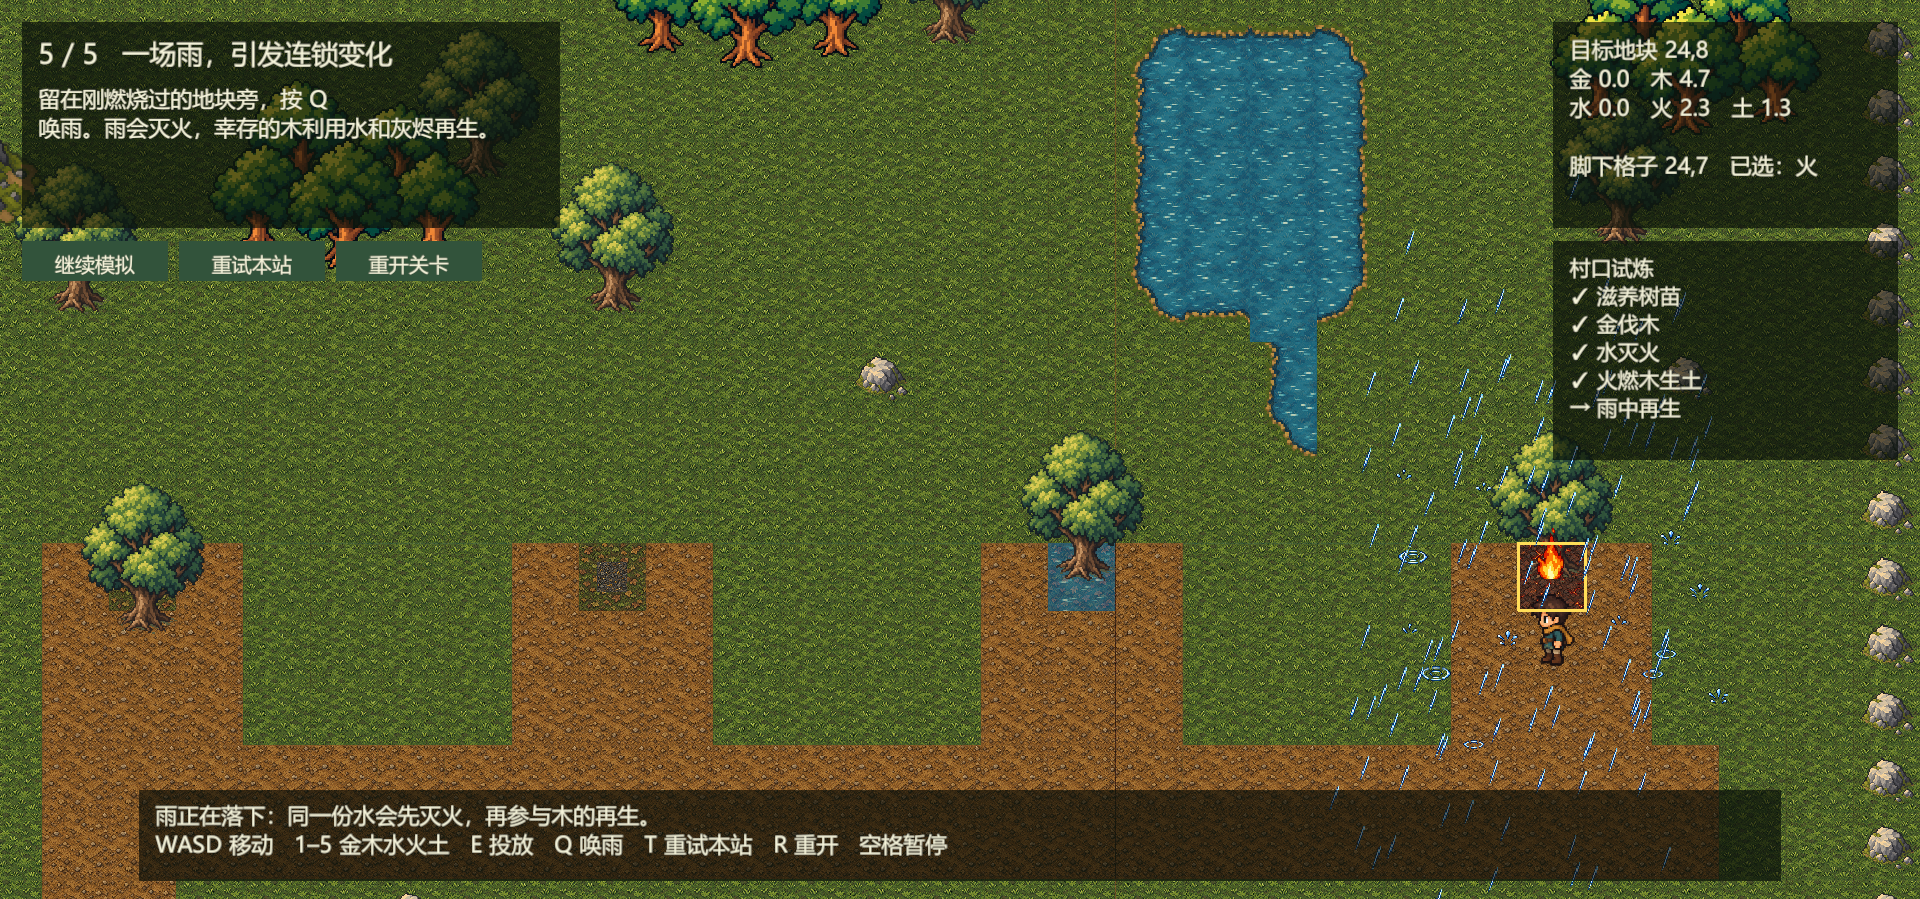 5 / 5 一场雨，引发连锁变化
留在刚燃烧过的地块旁，按 Q
唤雨。雨会灭火，幸存的木利用水和灰烬再生。
继续模拟 重试本站 重开关卡
目标地块 24,8
金 0.0 木 4.7
水 0.0 火 2.3 土 1.3
脚下格子 24,7 已选：火
村口试炼
✓ 滋养树苗
✓ 金伐木
✓ 水灭火
✓ 火燃木生土
→ 雨中再生
雨正在落下：同一份水会先灭火，再参与木的再生。
WASD 移动 1–5 金木水火土 E 投放 Q 唤雨 T 重试本站 R 重开 空格暂停